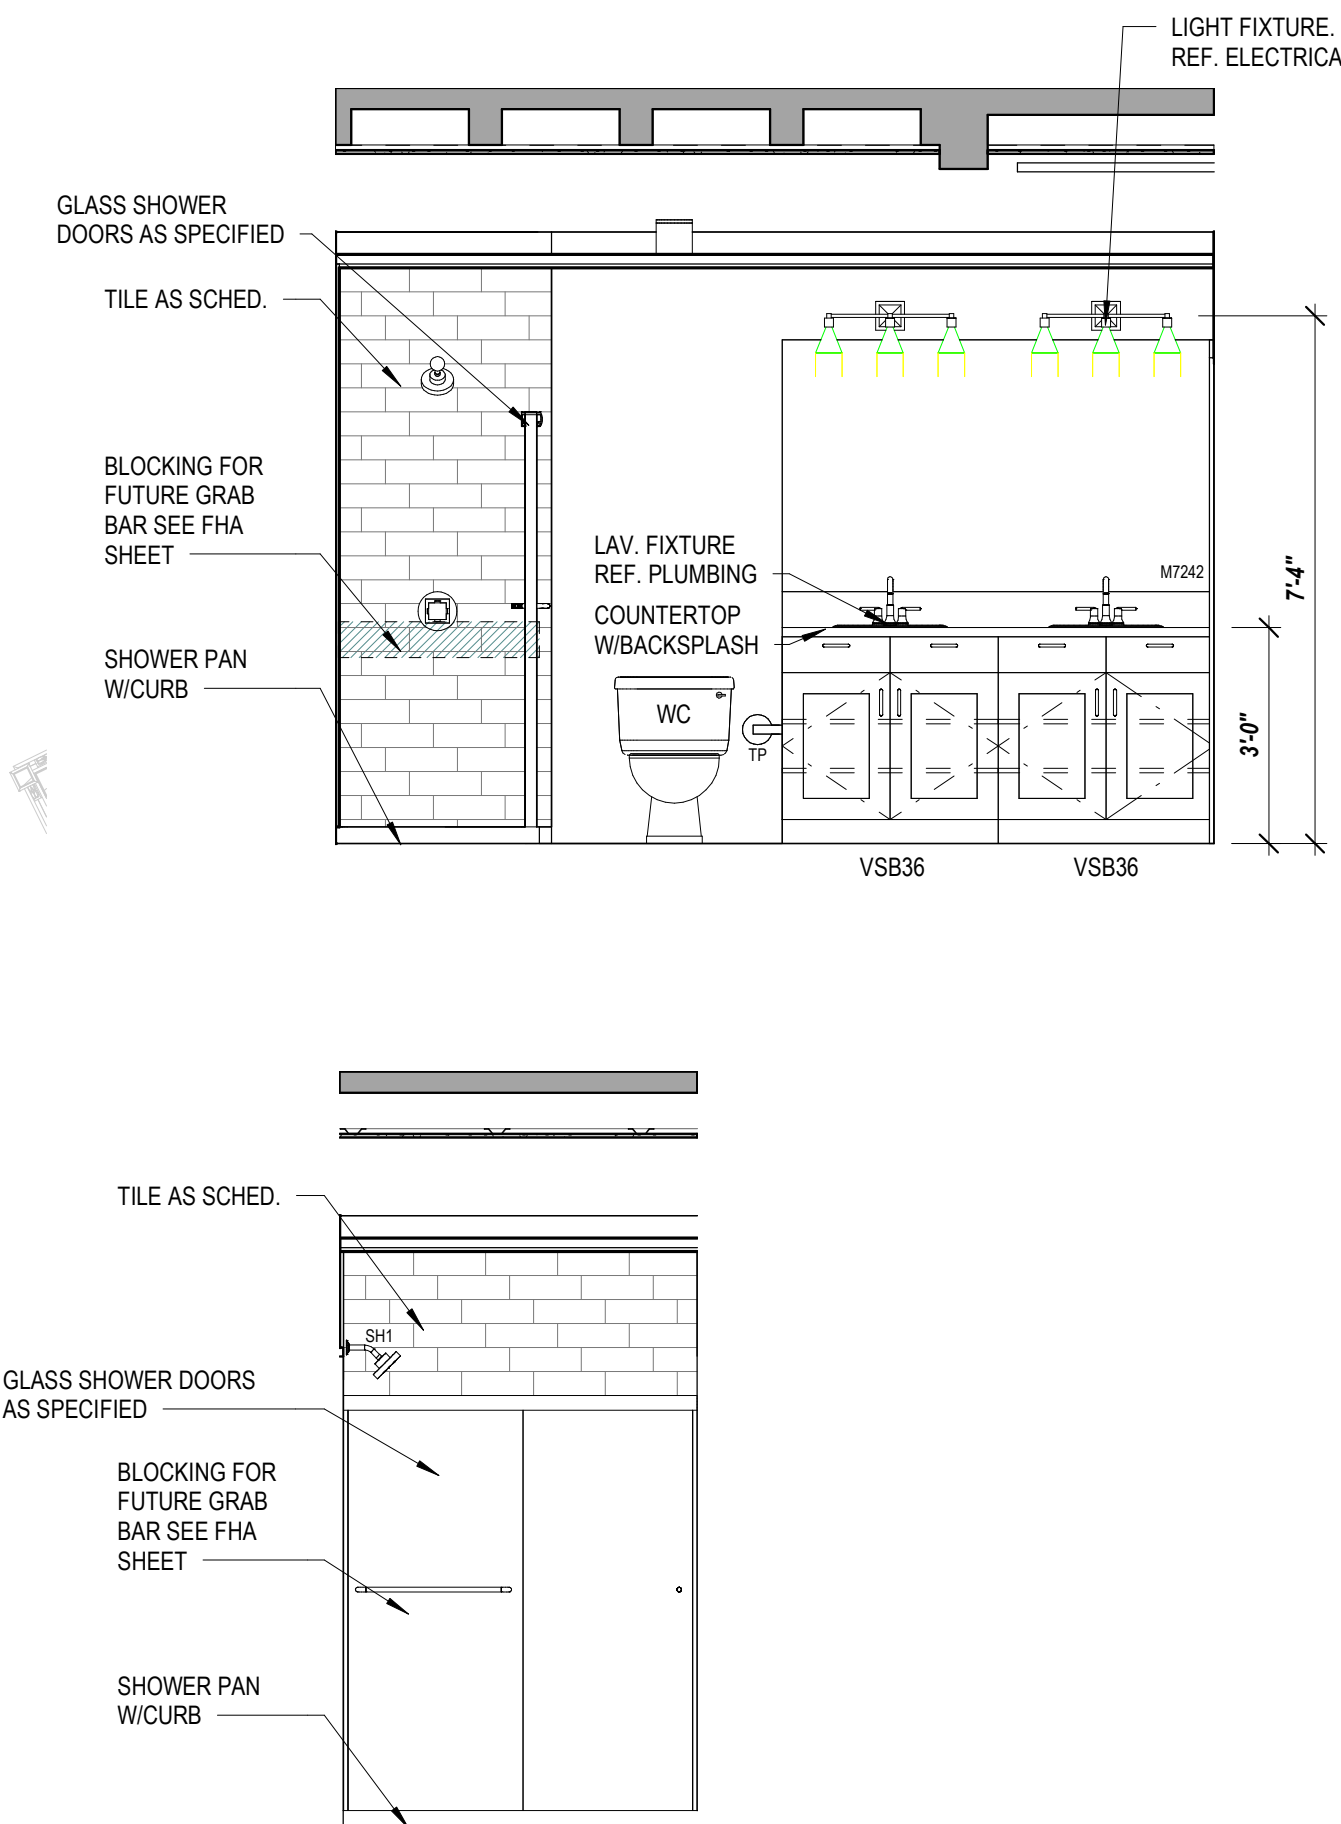 LIGHT FIXTURE.
REF. ELECTRICA
GLASS SHOWER
DOORS AS SPECIFIED
TILE AS SCHED.
BLOCKING FOR
FUTURE GRAB
BAR SEE FHA
SHEET
SHOWER PAN
W/CURB
LAV. FIXTURE
REF. PLUMBING
COUNTERTOP
W/BACKSPLASH
M7242
WC
TP
7'-4"
3'-0"
VSB36
VSB36
TILE AS SCHED.
SH1
GLASS SHOWER DOORS
AS SPECIFIED
BLOCKING FOR
FUTURE GRAB
BAR SEE FHA
SHEET
SHOWER PAN
W/CURB